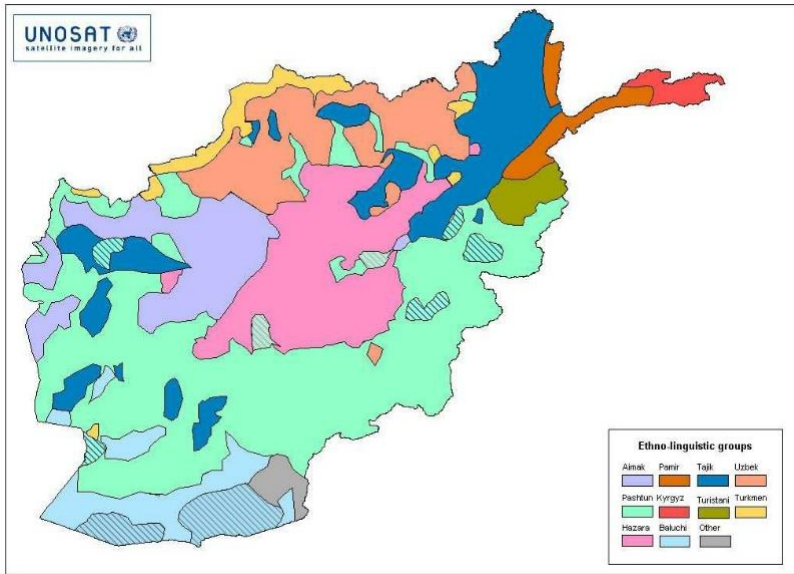 UNOSAT
satellite imagery for all
Ethno-linguistic groups
Aimak Pamir Tajik Uzbek
Pashtun Kyrgyz Turistani Turkmen
Hazara Baluchi Other